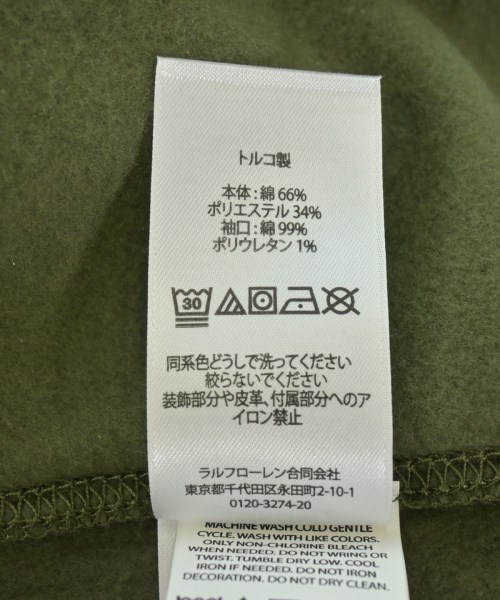 トルコ製
本体：綿 66%
ポリエステル 34%
袖口：綿 99%
ポリウレタン 1%
30
同系色どうしで洗ってください
絞らないでください
装飾部分や皮革、付属部分へのア
イロン禁止
ラルフローレン合同会社
東京都千代田区永田町2-10-1
0120-3274-20
MACHINE WASH COLD GENTLE
CYCLE. WASH WITH LIKE COLORS.
ONLY NON-CHLORINE BLEACH
WHEN NEEDED. DO NOT WRING OR
TWIST. TUMBLE DRY LOW. COOL
IRON IF NEEDED. DO NOT IRON
DECORATION. DO NOT DRY CLEAN.